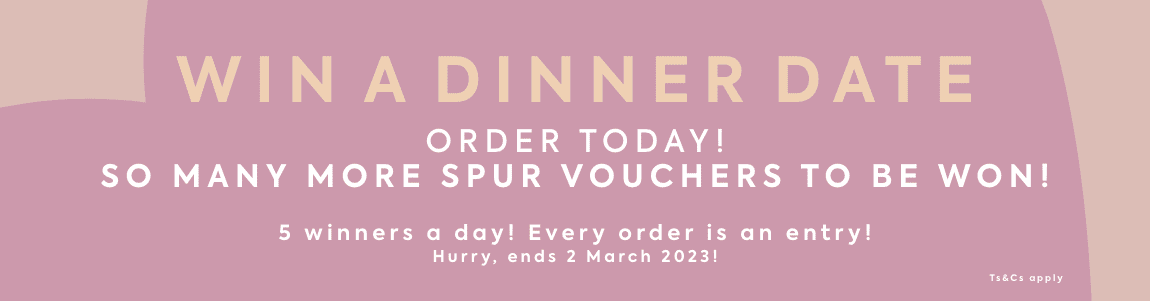 WIN A DINNER DATE
ORDER TODAY!
SO MANY MORE SPUR VOUCHERS TO BE WON!
5 winners a day! Every order is an entry!
Hurry, ends 2 March 2023!
Ts&Cs apply